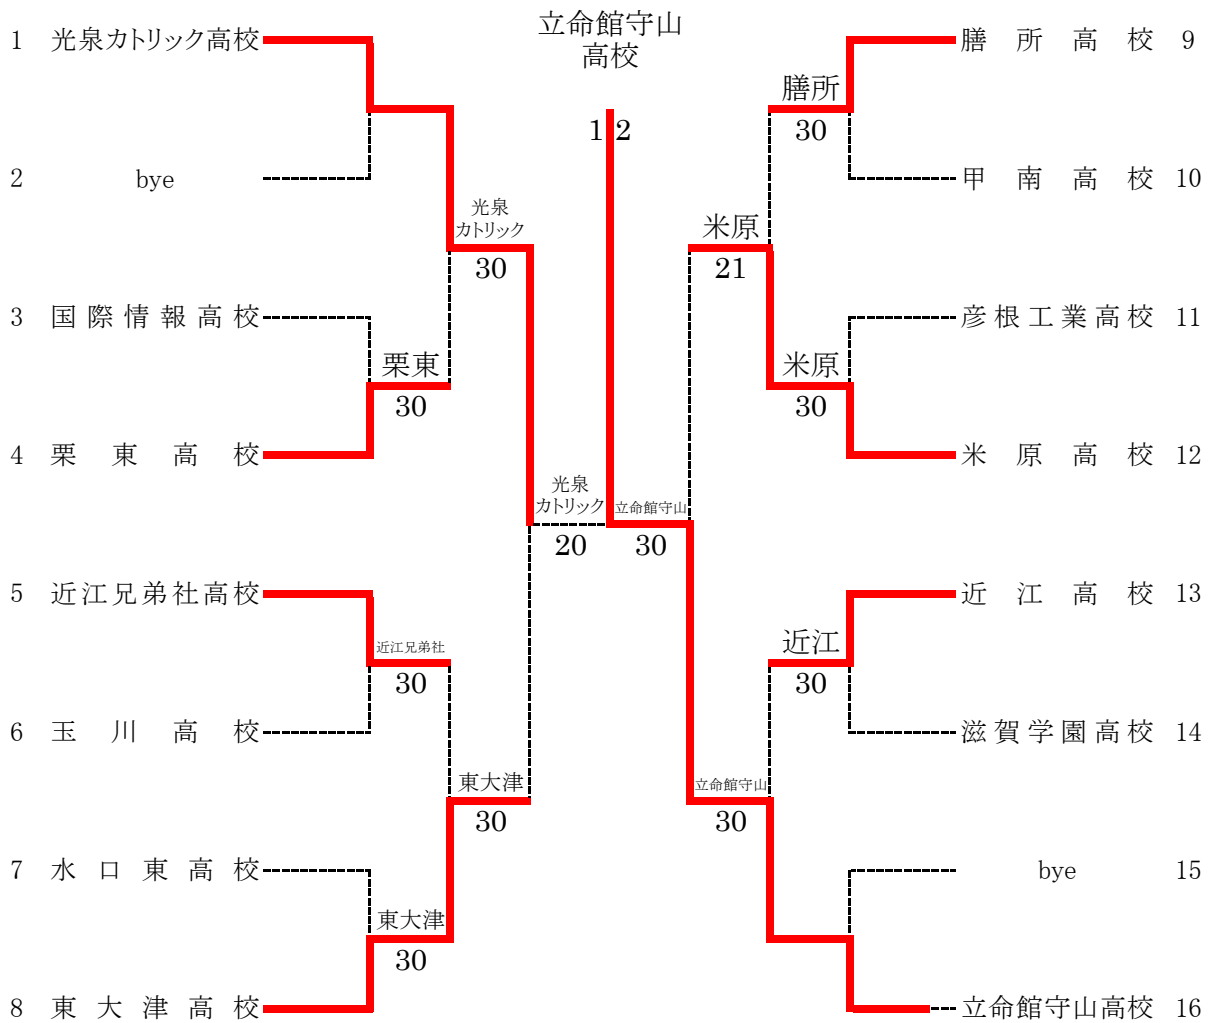 立命館守山
高校
1 2
1 光泉カトリック高校
2 bye
3 国際情報高校
4 栗東高校
5 近江兄弟社高校
6 玉川高校
7 水口東高校
8 東大津高校
光泉
カトリック
30
栗東
30
近江兄弟社
30
東大津
30
東大津
30
光泉
カトリック
20
立命館守山
30
膳所
30
米原
21
米原
30
近江
30
立命館守山
30
膳所高校 9
甲南高校 10
彦根工業高校 11
米原高校 12
近江高校 13
滋賀学園高校 14
bye 15
立命館守山高校 16